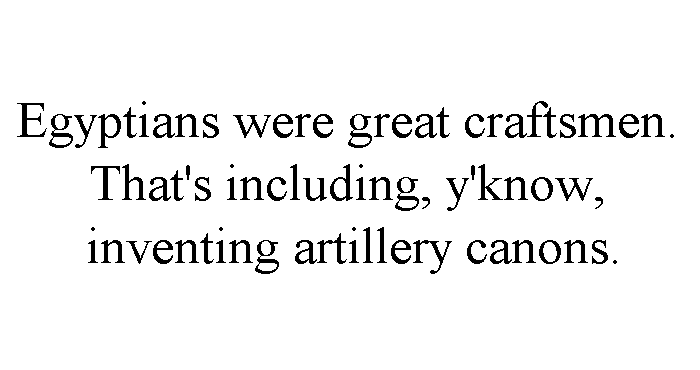 Egyptians were great craftsmen.
That's including, y'know,
inventing artillery canons.